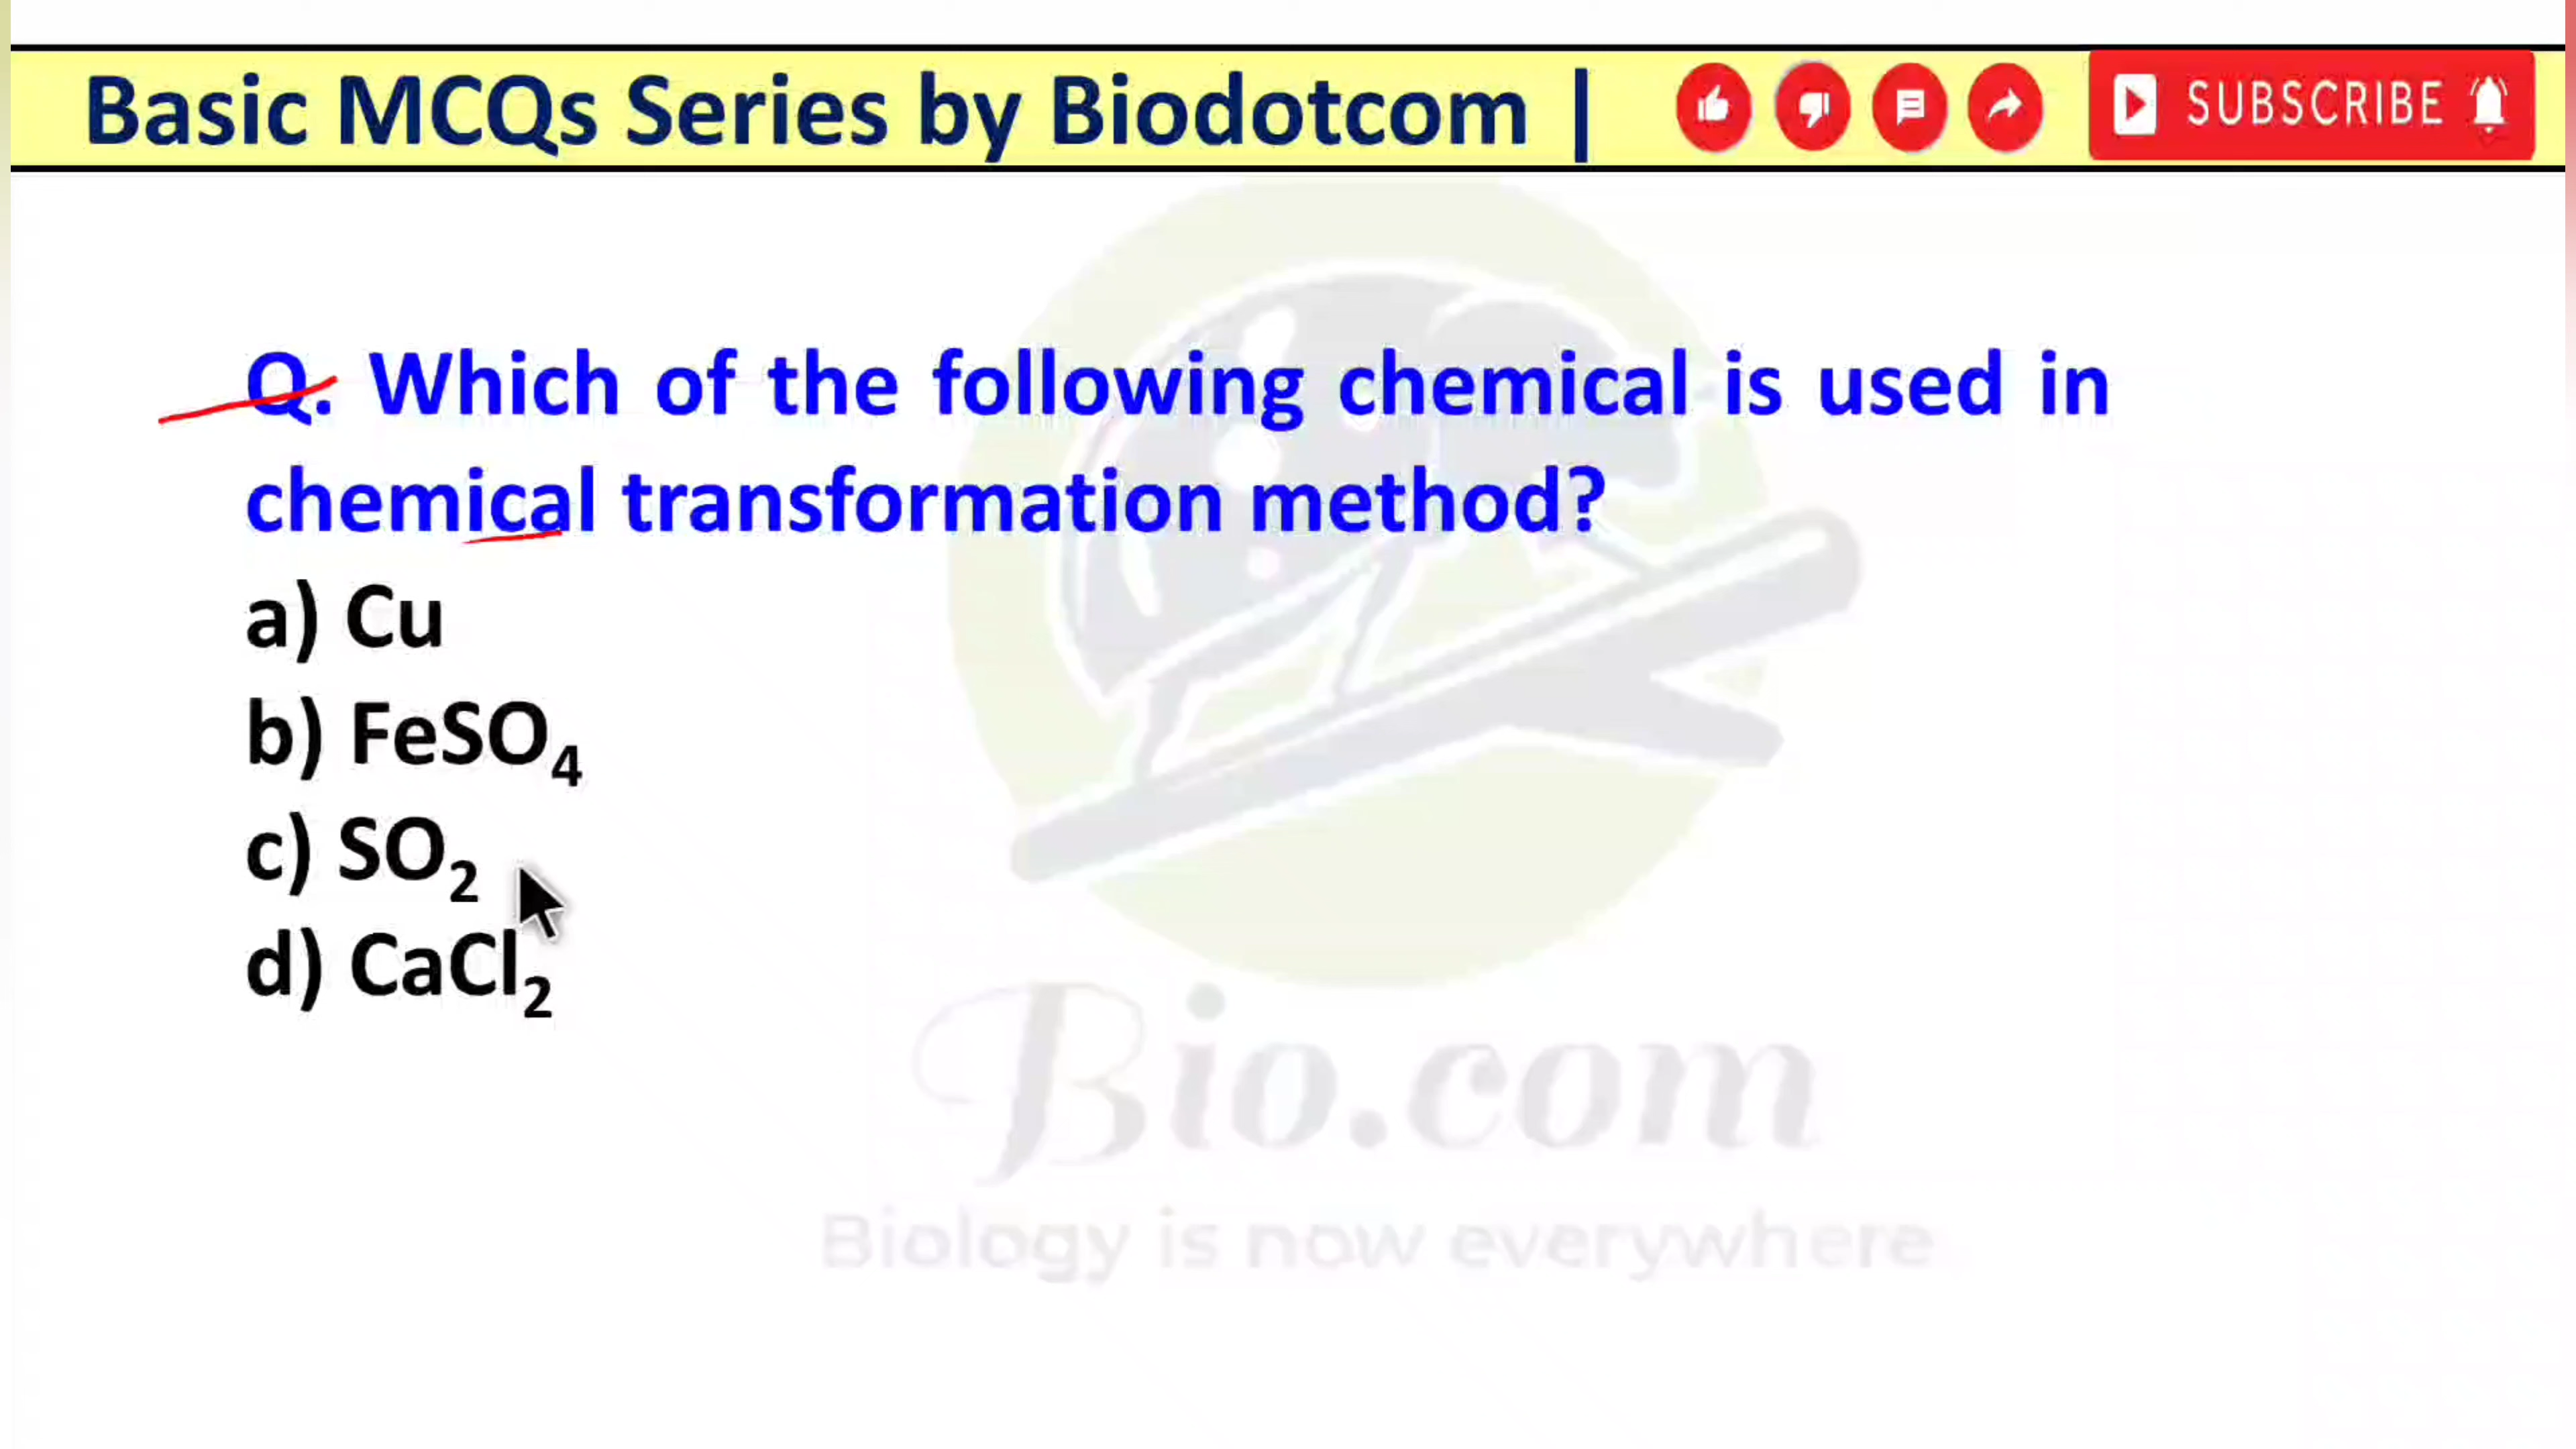 Basic MCQs Series by Biodotcom |
SUBSCRIBE
Q. Which of the following chemical is used in
chemical transformation method?
a) Cu
b) FeSO₄
c) SO₂
d) CaCl₂
Bio.com
Biology is now everywhere